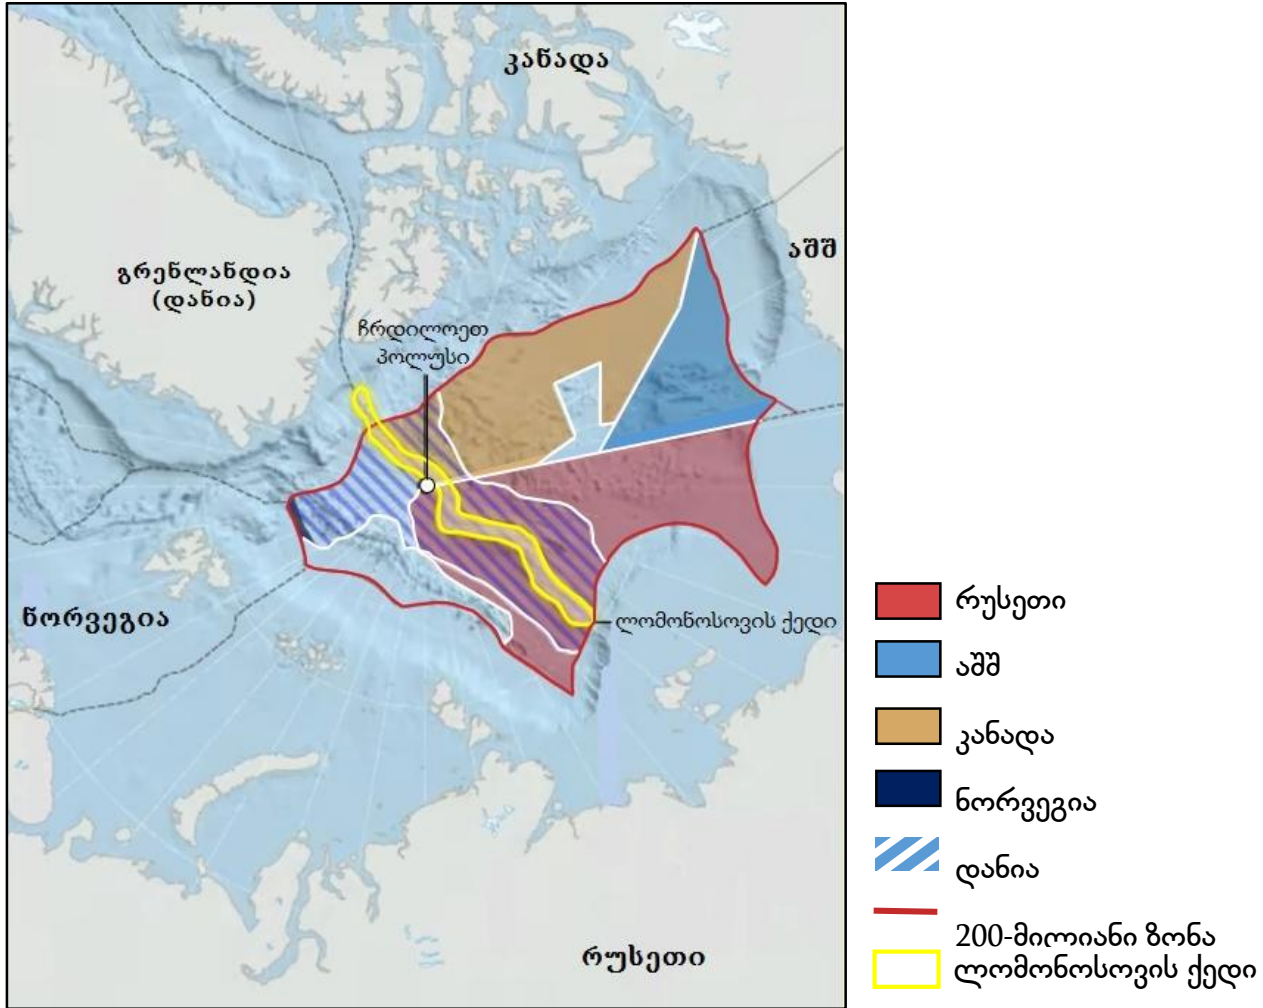 კანადა
აშშ
გრენლანდია
(დანია)
ჩრდილოეთ
პოლუსი
ნორვეგია
ლომონოსოვის ქედი
რუსეთი
რუსეთი
აშშ
კანადა
ნორვეგია
დანია
200-მილიანი ზონა
ლომონოსოვის ქედი